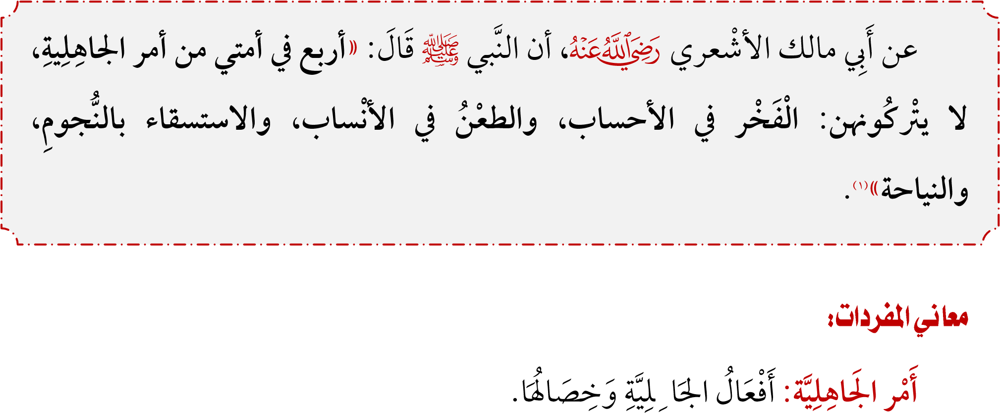 عن أَبِي مالك الأشْعري رَضِيَ اللَّهُ عَنْهُ، أن النَّبي ﷺ قَالَ: «أربع في أمتي من أمر الجاهِلِيةِ،
لا يتْركُونهن: الْفَخْر في الأحساب، والطعْنُ في الأنْساب، والاستسقاء بالنُّجومِ،
والنياحة»(١).
معاني المفردات:
أَمْر الجَاهِلِيَّة: أَفْعَالُ الجَا ِلِيَّةِ وَخِصَالُهَا.